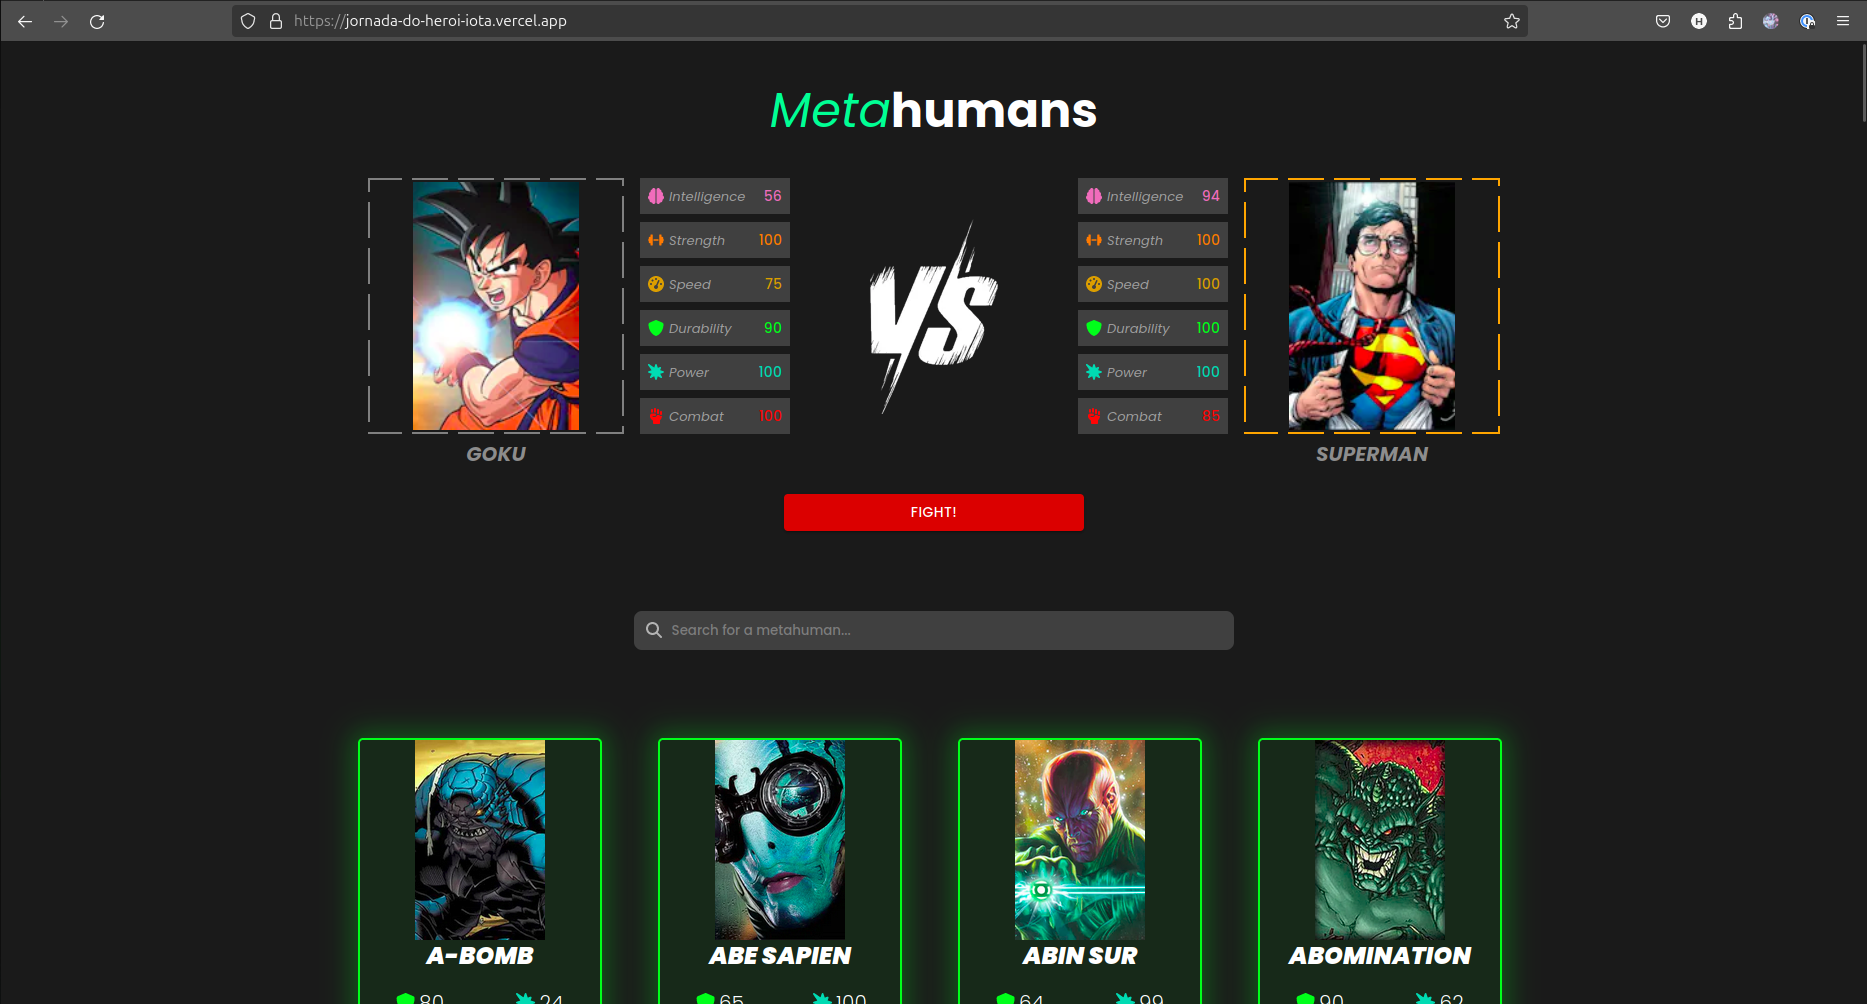 https://jornada-do-heroi-iota.vercel.app
Metahumans
Intelligence 56
Strength 100
Speed 75
Durability 90
Power 100
Combat 100
GOKU
VS
Intelligence 94
Strength 100
Speed 100
Durability 100
Power 100
Combat 85
SUPERMAN
FIGHT!
Search for a metahuman...
A-BOMB
80 24
ABE SAPIEN
65 100
ABIN SUR
64 99
ABOMINATION
90 62